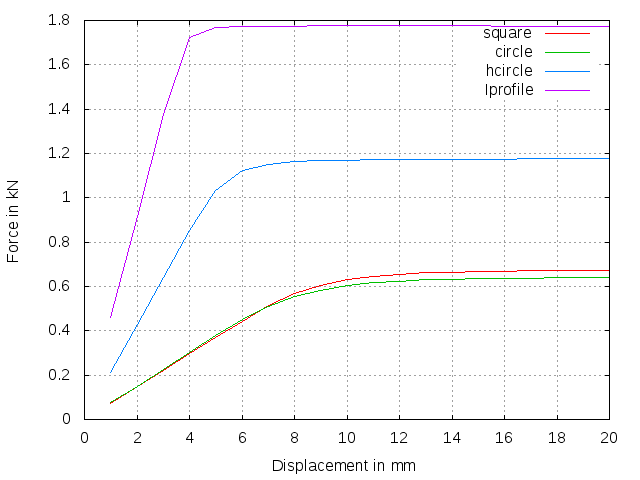 1.8
1.6
1.4
1.2
1
0.8
0.6
0.4
0.2
0
Force in kN
square
circle
hcircle
Iprofile
0 2 4 6 8 10 12 14 16 18 20
Displacement in mm